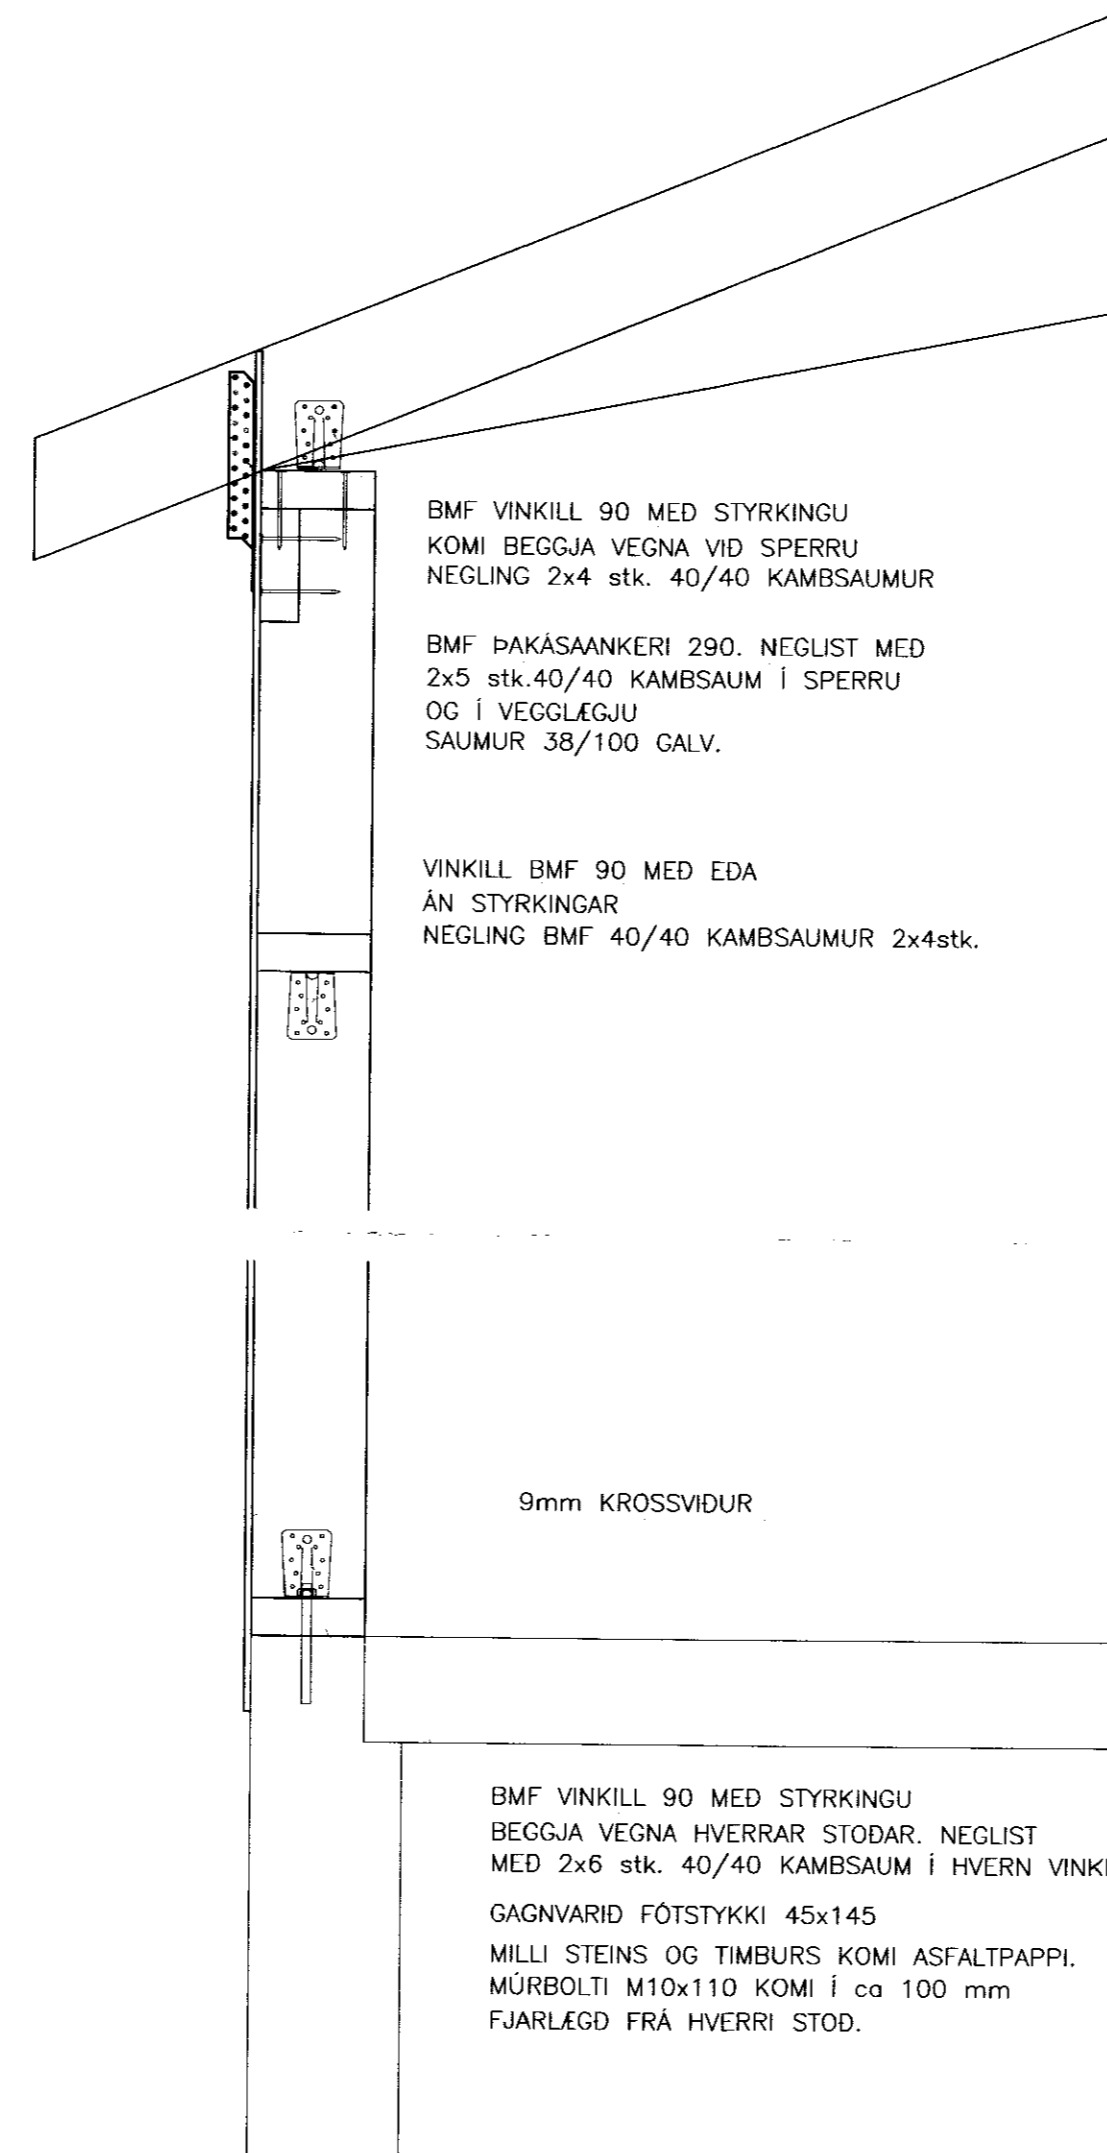 BMF VINKILL 90 MEÐ STYRKINGU
KOMI BEGGJA VEGNA VIÐ SPERRU
NEGLING 2x4 stk. 40/40 KAMBSAUMUR
BMF ÞAKÁSAANKERI 290. NEGLIST MEÐ
2x5 stk.40/40 KAMBSAUM Í SPERRU
OG Í VEGGLÆGJU
SAUMUR 38/100 GALV.
VINKILL BMF 90 MEÐ EÐA
ÁN STYRKINGAR
NEGLING BMF 40/40 KAMBSAUMUR 2x4stk.
9mm KROSSVIÐUR
BMF VINKILL 90 MEÐ STYRKINGU
BEGGJA VEGNA HVERRAR STOÐAR. NEGLIST
MEÐ 2x6 stk. 40/40 KAMBSAUM Í HVERN
GAGNVARIÐ FÓTSTYKKI 45x145
MILLI STEINS OG TIMBURS KOMI ASFALTPAPPI.
MÚRBOLTI M10x110 KOMI Í ca 100 mm
FJARLÆGÐ FRÁ HVERRI STOÐ.